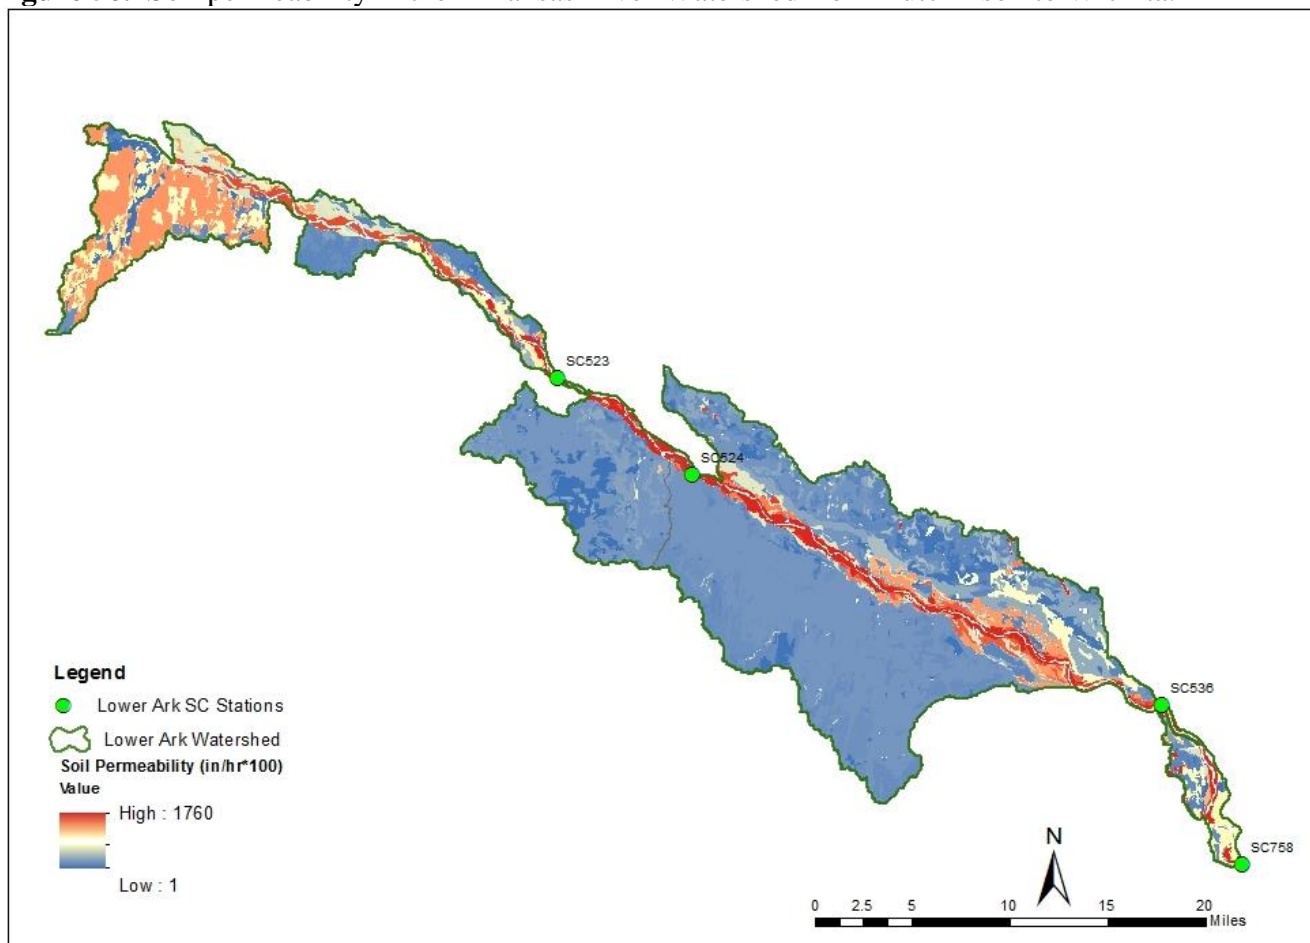 SC523
SC524
SC536
SC758
Legend
Lower Ark SC Stations
Lower Ark Watershed
Soil Permeability (in/hr*100)
Value
High : 1760
Low : 1
N
0 2.5 5 10 15 20
Miles